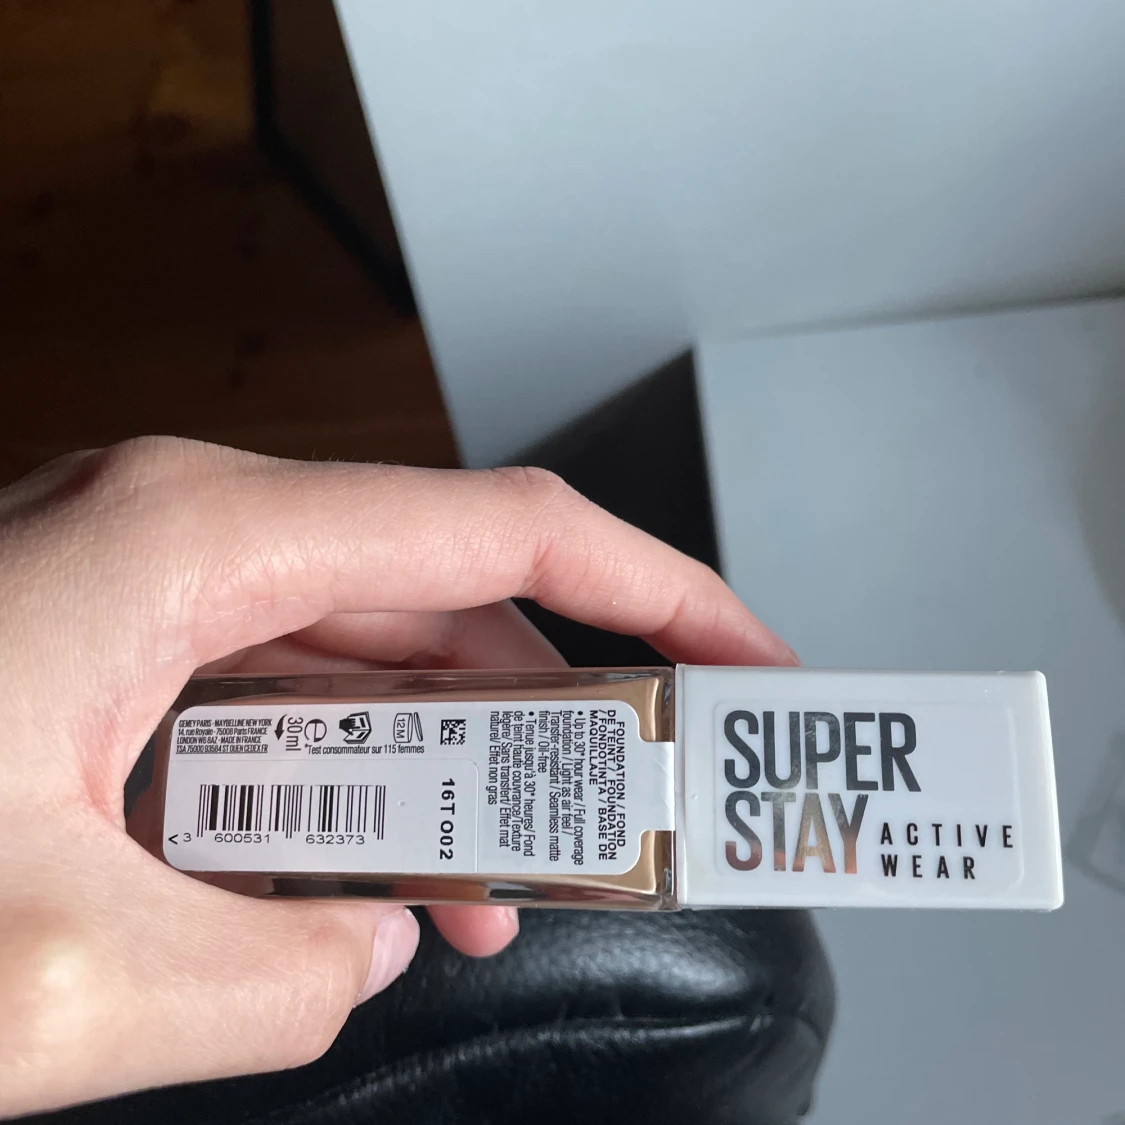 SUPER
STAY ACTIVE
WEAR
FOUNDATION / FOND
DE TEINT / FOUNDATION
/ FONDOTINTA / BASE DE
MAQUILLAJE
• Up to 30* hour wear / Full coverage
foundation / Light as air feel /
Transfer-resistant / Seamless matte
finish / Oil-free
• Tenue jusqu'à 30* heures/ Fond
de teint haute couvrance/Texture
légère/ Sans transfert/ Effet mat
naturel/ Effet non gras
16T 002
GEMEY PARIS - MAYBELLINE NEW YORK
14, rue Royale - 75008 Paris FRANCE
LONDON W6 8AZ - MADE IN FRANCE
TSA 75000 93584 ST OUEN CEDEX FR
30ml
e
12M
*Test consommateur sur 115 femmes
3 600531 632373 >